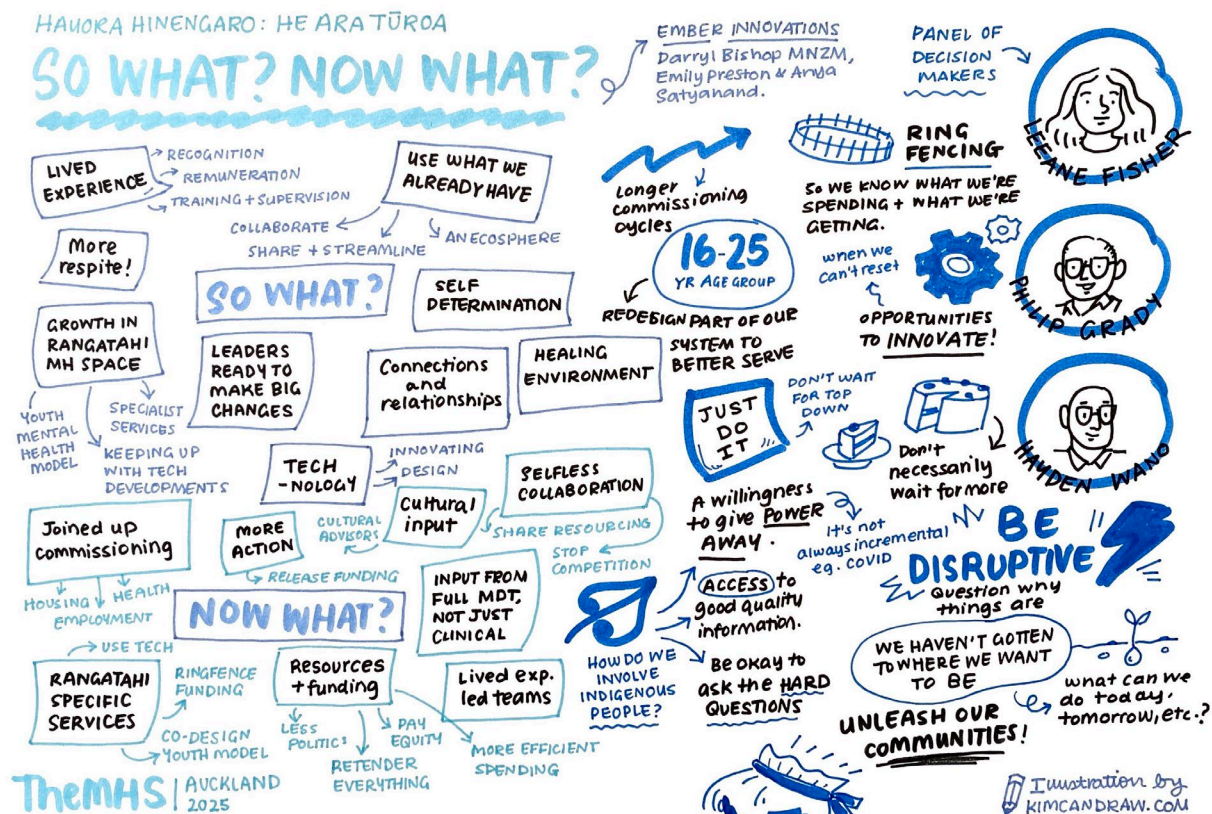 HAUORA HINENGARO: HE ARA TŪROA
SO WHAT? NOW WHAT?
EMBER INNOVATIONS
Darryl Bishop MNZM,
Emily Preston & Anya
Satyanand.
PANEL OF
DECISION
MAKERS
LEEANE FISHER
PHILIP GRADY
HAYDEN WANO
LIVED
EXPERIENCE
RECOGNITION
REMUNERATION
TRAINING + SUPERVISION
USE WHAT WE
ALREADY HAVE
COLLABORATE
SHARE + STREAMLINE
AN ECOSPHERE
More
respite!
SO WHAT?
SELF
DETERMINATION
GROWTH IN
RANGATAHI
MH SPACE
YOUTH
MENTAL
HEALTH
MODEL
SPECIALIST
SERVICES
KEEPING UP
WITH TECH
DEVELOPMENTS
LEADERS
READY TO
MAKE BIG
CHANGES
Connections
and
relationships
HEALING
ENVIRONMENT
TECH
-NOLOGY
INNOVATING
DESIGN
Joined up
commissioning
HOUSING
EMPLOYMENT
HEALTH
MORE
ACTION
RELEASE FUNDING
Cultural
input
CULTURAL
ADVISORS
SELFLESS
COLLABORATION
SHARE RESOURCING
STOP
COMPETITION
NOW WHAT?
INPUT FROM
FULL MDT,
NOT JUST
CLINICAL
RANGATAHI
SPECIFIC
SERVICES
USE TECH
RINGFENCE
FUNDING
CO-DESIGN
YOUTH MODEL
Resources
+ funding
LESS
POLITICS
RETENDER
EVERYTHING
PAY
EQUITY
MORE EFFICIENT
SPENDING
Lived exp.
led teams
Longer
commissioning
cycles
RING
FENCING
SO WE KNOW WHAT WE'RE
SPENDING + WHAT WE'RE
GETTING.
16-25
YR AGE GROUP
REDESIGN PART OF OUR
SYSTEM TO
BETTER SERVE
when we
can't reset
OPPORTUNITIES
TO INNOVATE!
JUST
DO
IT
DON'T WAIT
FOR TOP
DOWN
Don't
necessarily
wait for more
A willingness
to give POWER
AWAY.
It's not
always incremental
eg. COVID
BE
DISRUPTIVE
Question why
things are
HOW DO WE
INVOLVE
INDIGENOUS
PEOPLE?
ACCESS to
good quality
information.
Be okay to
ask the HARD
QUESTIONS
WE HAVEN'T GOTTEN
TO WHERE WE WANT
TO BE
what can we
do today,
tomorrow, etc.?
UNLEASH OUR
COMMUNITIES!
TheMHS | AUCKLAND
2025
Illustration by
KIMCANDRAW.COM